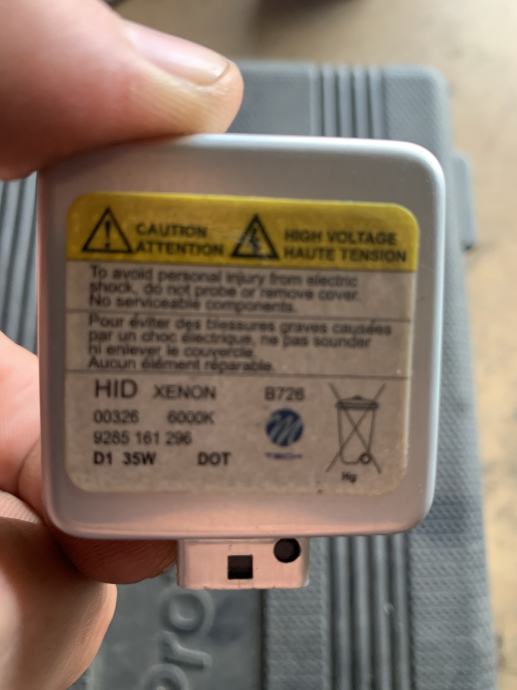 CAUTION
ATTENTION
HIGH VOLTAGE
HAUTE TENSION
To avoid personal injury from electric
shock, do not probe or remove cover.
No serviceable components.
Pour éviter des blessures graves causées
par un choc électrique, ne pas sonder
ni enlever le couvercle.
Aucun élément réparable.
HID XENON B726
00326 6000K
9285 161 296
D1 35W DOT
M
TECH
Hg
pro